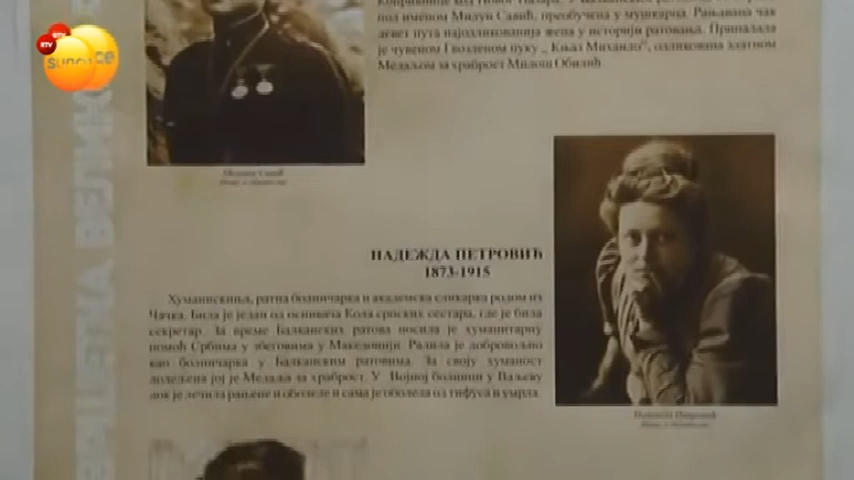 под именом Милун Савић, преобучена у мушкарца. Рањавана чак
девет пута најодликованија жена у историји ратовања. Припадала
је чувеном Гвозденом пуку „ Књаз Михаило“, одликована златном
Медаљом за храброст Милош Обилић
НАДЕЖДА ПЕТРОВИЋ
1873-1915
Хуманискиња, ратна болничарка и академска сликарка родом из
Чачка. Била је један од оснивача Кола српских сестара, где је била
секретар. За време Балканских ратова носила је хуманитарну
помоћ Србима у збеговима у Македонији. Радила је добровољно
као болничарка у Балканским ратовима. За своју хуманост
додељена јој је Медаља за храброст. У Војној болници у Ваљеву
док је лечила рањене и оболеле и сама је оболела од тифуса и умрла.
RTV
RTV